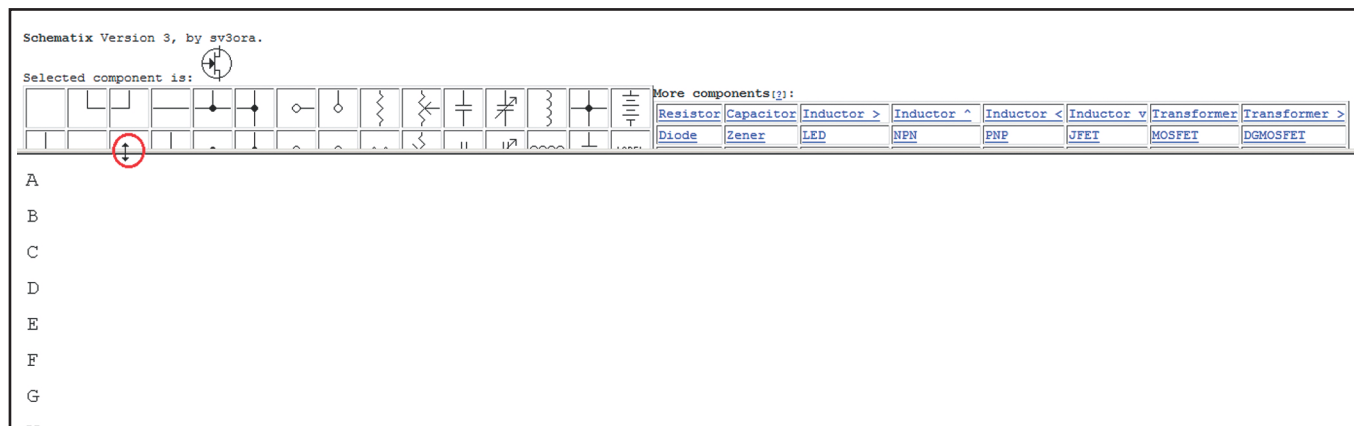 Schematix Version 3, by sv3ora.
Selected component is:
More components[?]:
Resistor Capacitor Inductor > Inductor ^ Inductor < Inductor v Transformer Transformer >
Diode Zener LED NPN PNP JFET MOSFET DGMOSFET
A
B
C
D
E
F
G